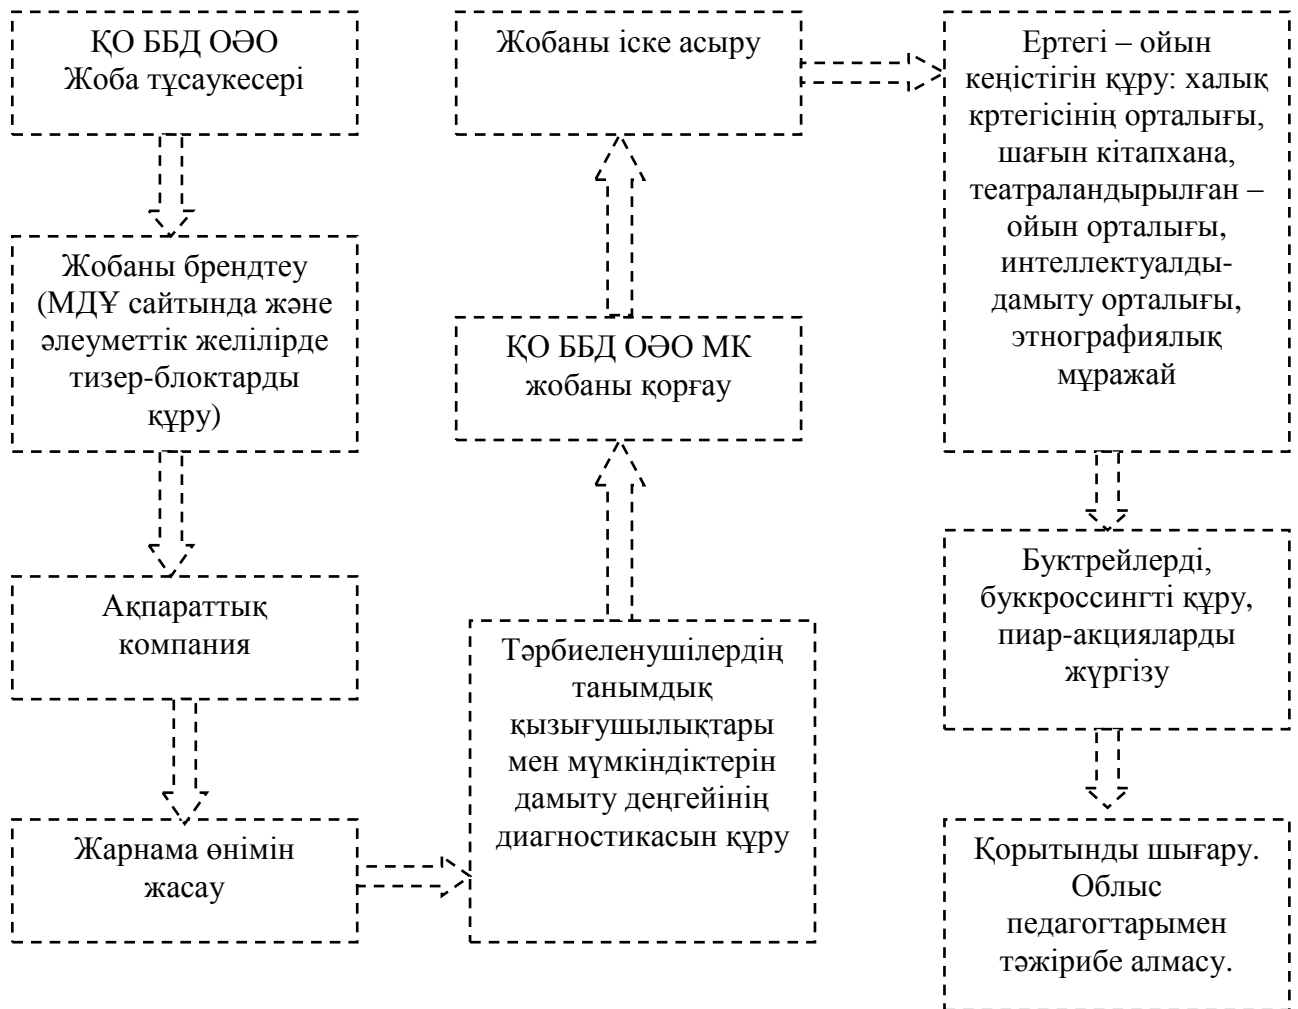 ҚО ББД ОӘО
Жоба тұсаукесері
Жобаны брендтеу
(МДҰ сайтында және
әлеуметтік желілірде
тизер-блоктарды
құру)
Ақпараттық
компания
Жарнама өнімін
жасау
Тәрбиеленушілердің
танымдық
қызығушылықтары
мен мүмкіндіктерін
дамыту деңгейінің
диагностикасын құру
ҚО ББД ОӘО МК
жобаны қорғау
Жобаны іске асыру
Ертегі – ойын
кеңістігін құру: халық
кртегісінің орталығы,
шағын кітапхана,
театраландырылған –
ойын орталығы,
интеллектуалды-
дамыту орталығы,
этнографиялық
мұражай
Буктрейлерді,
буккроссингті құру,
пиар-акцияларды
жүргізу
Қорытынды шығару.
Облыс
педагогтарымен
тәжірибе алмасу.